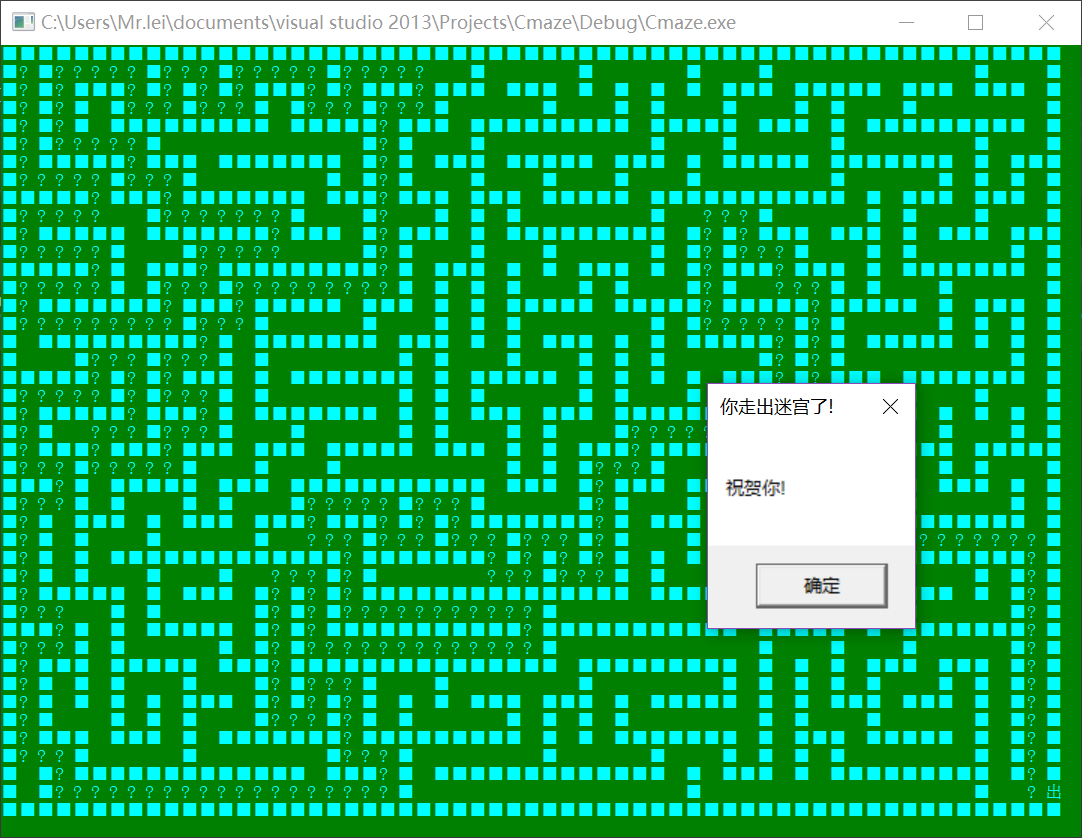 C:\Users\Mr.lei\documents\visual studio 2013\Projects\Cmaze\Debug\Cmaze.exe
你走出迷宫了!
祝贺你!
确定
出